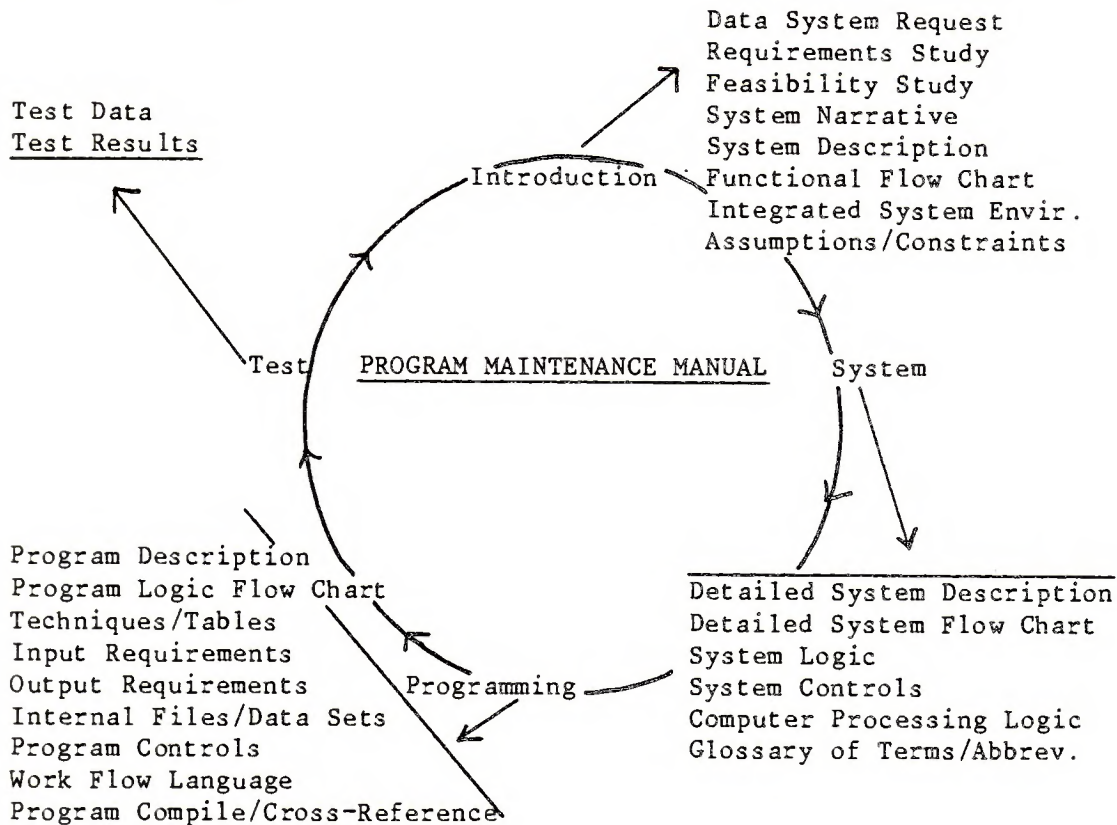 Data System Request
Requirements Study
Feasibility Study
System Narrative
System Description
Functional Flow Chart
Integrated System Envir.
Assumptions/Constraints
Test Data
Test Results
Introduction
Test
PROGRAM MAINTENANCE MANUAL
System
Program Description
Program Logic Flow Chart
Techniques/Tables
Input Requirements
Output Requirements
Internal Files/Data Sets
Program Controls
Work Flow Language
Program Compile/Cross-Reference
Programming
Detailed System Description
Detailed System Flow Chart
System Logic
System Controls
Computer Processing Logic
Glossary of Terms/Abbrev.